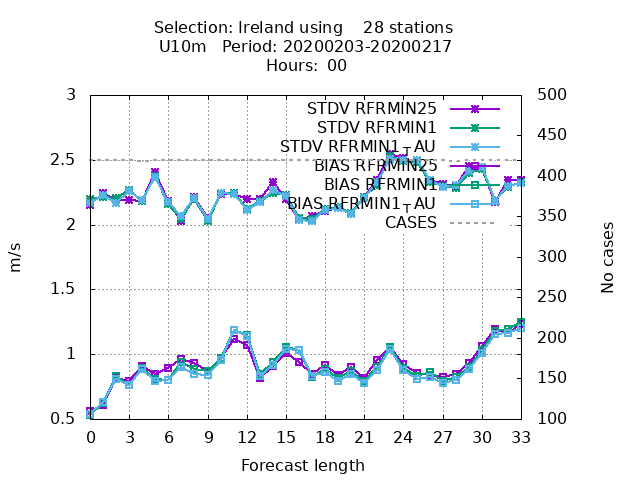 Selection: Ireland using    28 stations
U10m   Period: 20200203-20200217
Hours:  00
3
2.5
2
1.5
1
0.5
m/s
STDV RFRMIN25
STDV RFRMIN1
STDV RFRMIN1_AU
BIAS RFRMIN25
BIAS RFRMIN1
BIAS RFRMIN1_AU
CASES
500
450
400
350
300
250
200
150
100
No cases
0 3 6 9 12 15 18 21 24 27 30 33
Forecast length